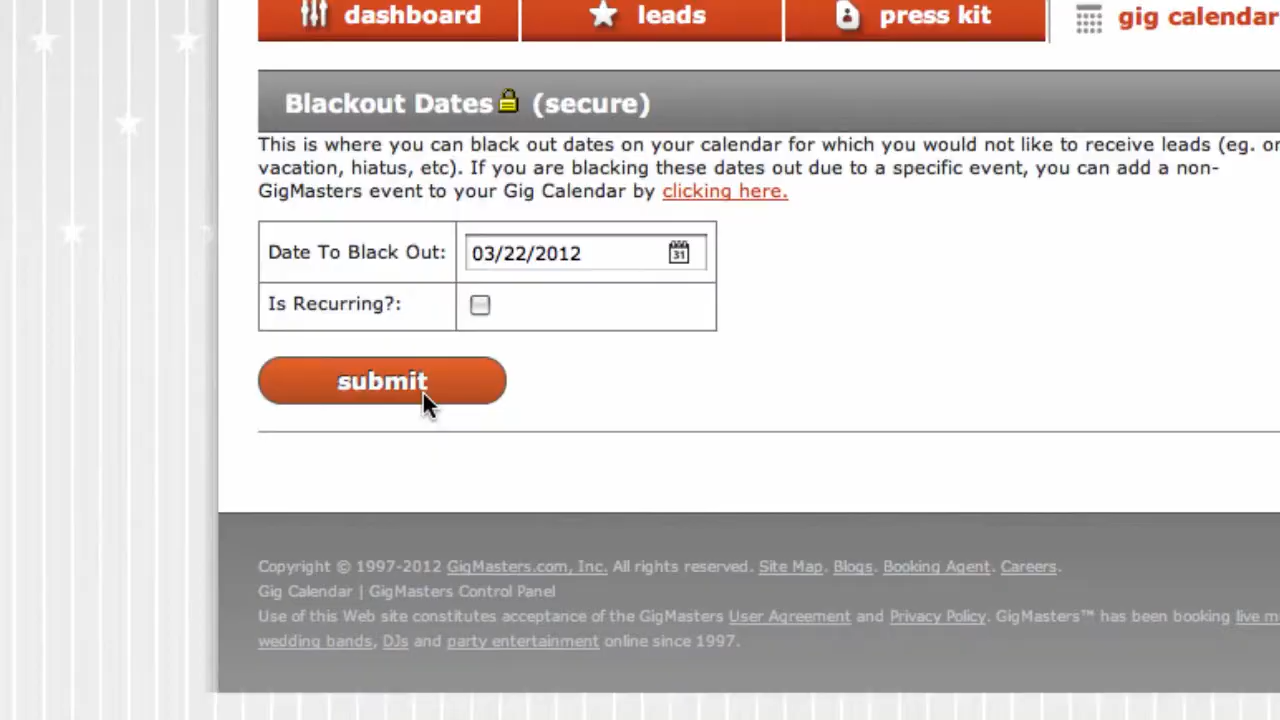 dashboard leads press kit gig calendar
Blackout Dates (secure)
This is where you can black out dates on your calendar for which you would not like to receive leads (eg. or
vacation, hiatus, etc). If you are blacking these dates out due to a specific event, you can add a non-
GigMasters event to your Gig Calendar by clicking here.
Date To Black Out: 03/22/2012 31
Is Recurring?:
submit
Copyright © 1997-2012 GigMasters.com, Inc. All rights reserved. Site Map. Blogs. Booking Agent. Careers.
Gig Calendar | GigMasters Control Panel
Use of this Web site constitutes acceptance of the GigMasters User Agreement and Privacy Policy. GigMasters™ has been booking live m
wedding bands, DJs and party entertainment online since 1997.